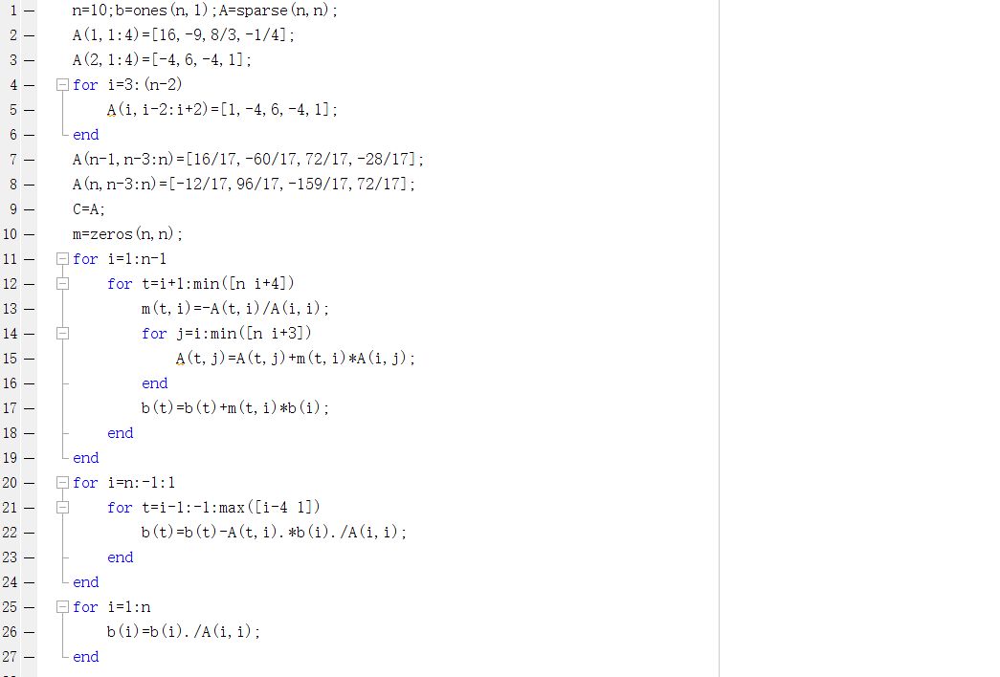 1 — n=10;b=ones(n,1);A=sparse(n,n);
2 — A(1,1:4)=[16,-9,8/3,-1/4];
3 — A(2,1:4)=[-4,6,-4,1];
4 — for i=3:(n-2)
5 — A(i,i-2:i+2)=[1,-4,6,-4,1];
6 — end
7 — A(n-1,n-3:n)=[16/17,-60/17,72/17,-28/17];
8 — A(n,n-3:n)=[-12/17,96/17,-159/17,72/17];
9 — C=A;
10 — m=zeros(n,n);
11 — for i=1:n-1
12 — for t=i+1:min([n i+4])
13 — m(t,i)=-A(t,i)/A(i,i);
14 — for j=i:min([n i+3])
15 — A(t,j)=A(t,j)+m(t,i)*A(i,j);
16 — end
17 — b(t)=b(t)+m(t,i)*b(i);
18 — end
19 — end
20 — for i=n:-1:1
21 — for t=i-1:-1:max([i-4 1])
22 — b(t)=b(t)-A(t,i).*b(i)./A(i,i);
23 — end
24 — end
25 — for i=1:n
26 — b(i)=b(i)./A(i,i);
27 — end